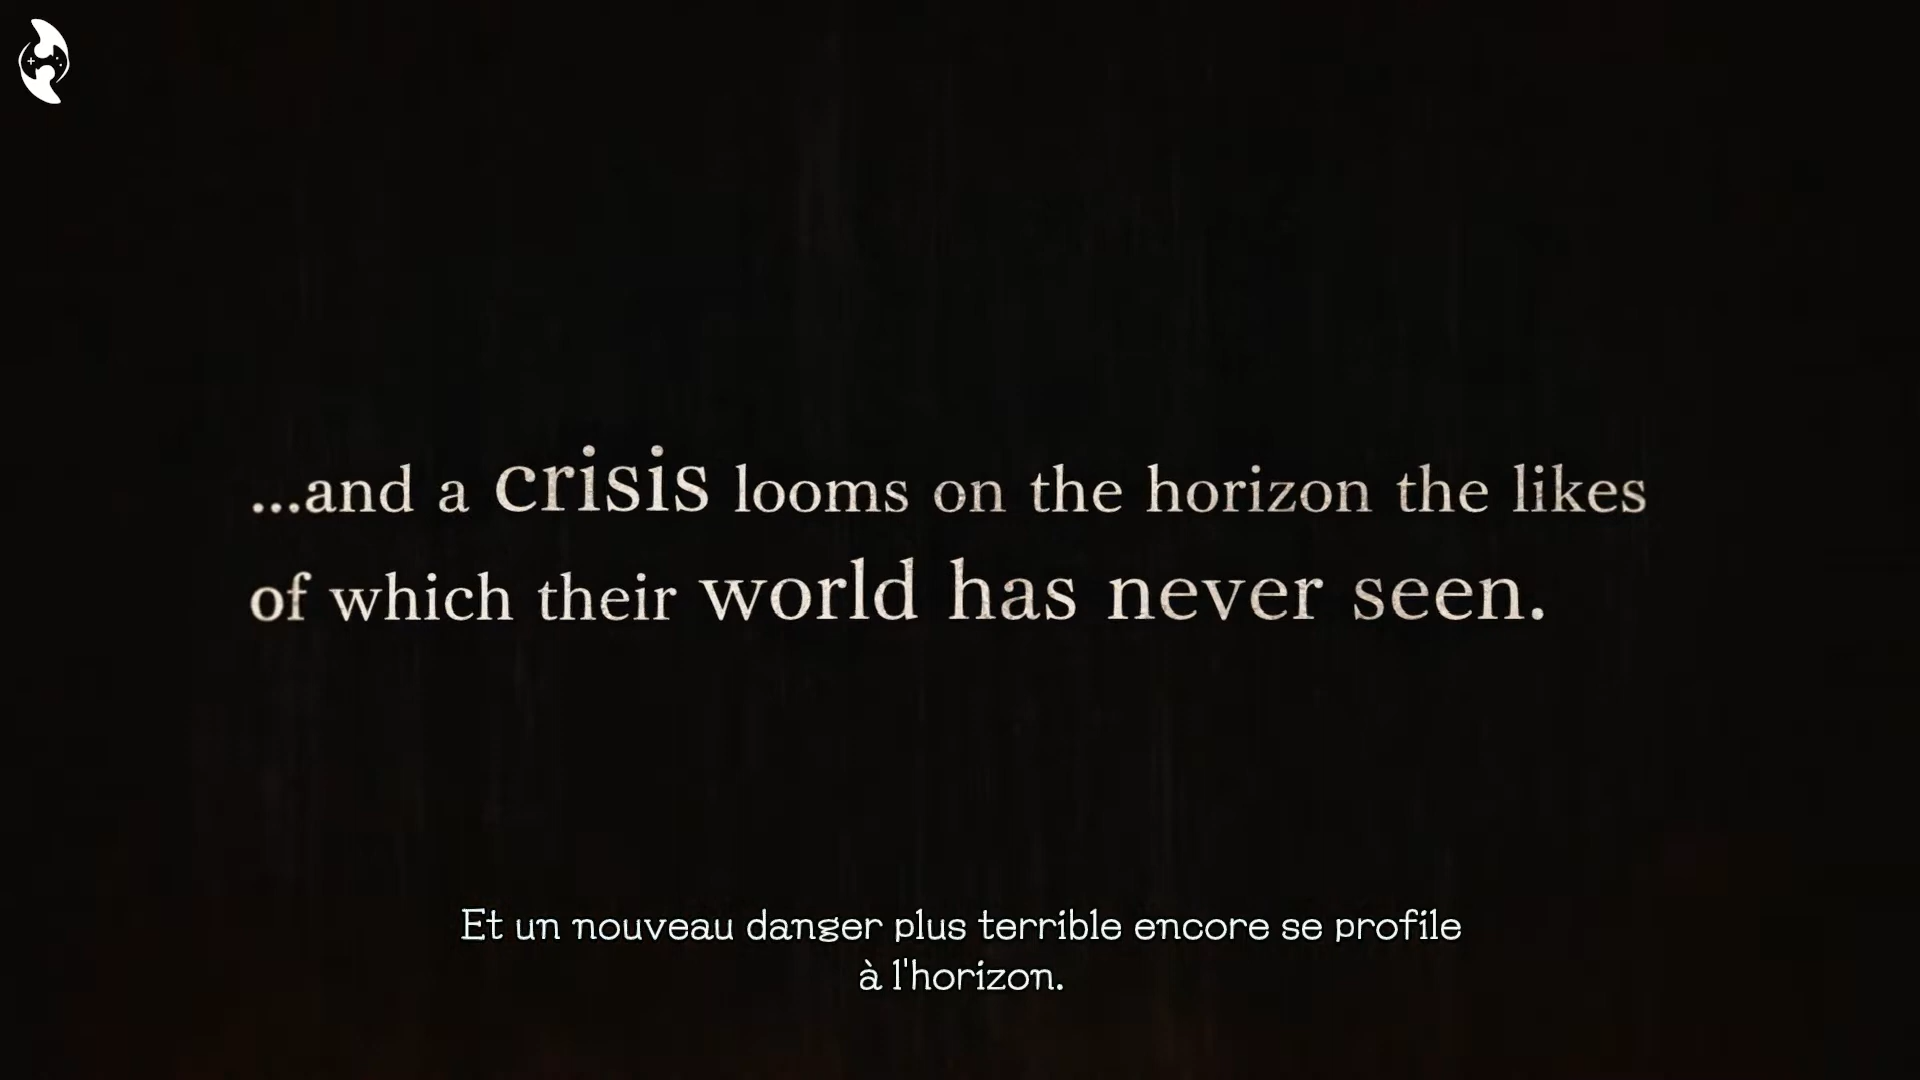 ...and a crisis looms on the horizon the likes
of which their world has never seen.
Et un nouveau danger plus terrible encore se profile
à l'horizon.